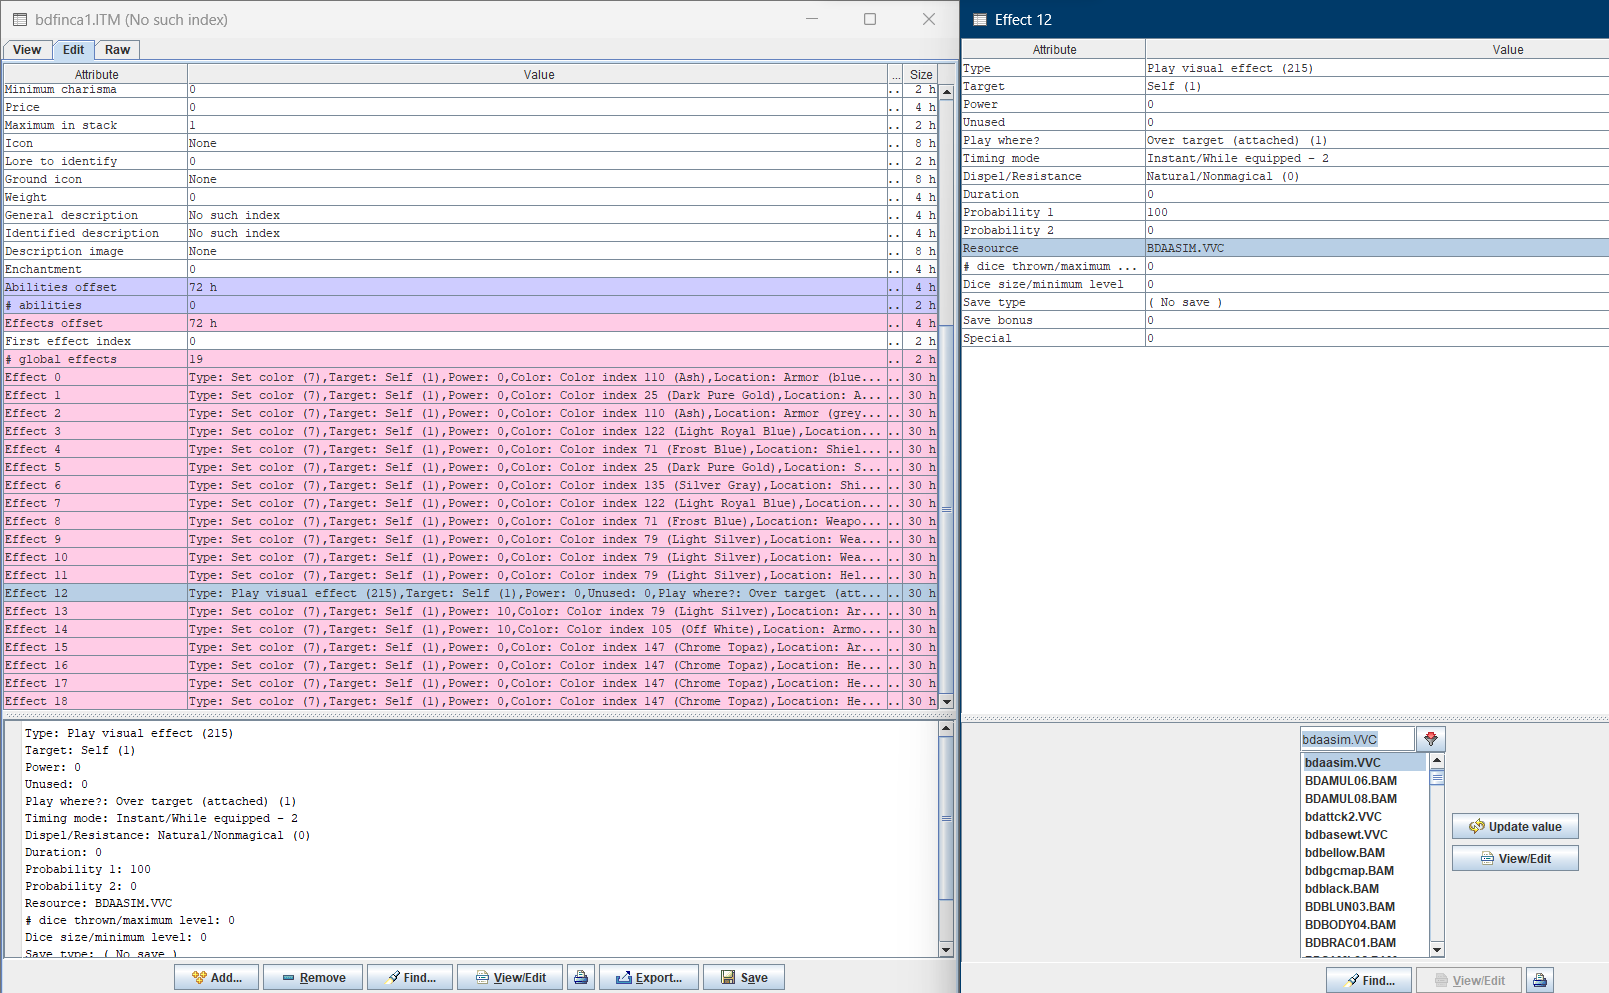 bdfinca1.ITM (No such index)
View Edit Raw
Attribute Value ... Size
Minimum charisma 0 .. 2 h
Price 0 .. 4 h
Maximum in stack 1 .. 2 h
Icon None .. 8 h
Lore to identify 0 .. 2 h
Ground icon None .. 8 h
Weight 0 .. 4 h
General description No such index .. 4 h
Identified description No such index .. 4 h
Description image None .. 8 h
Enchantment 0 .. 4 h
Abilities offset 72 h .. 4 h
# abilities 0 .. 2 h
Effects offset 72 h .. 4 h
First effect index 0 .. 2 h
# global effects 19 .. 2 h
Effect 0 Type: Set color (7),Target: Self (1),Power: 0,Color: Color index 110 (Ash),Location: Armor (blue... .. 30 h
Effect 1 Type: Set color (7),Target: Self (1),Power: 0,Color: Color index 25 (Dark Pure Gold),Location: A... .. 30 h
Effect 2 Type: Set color (7),Target: Self (1),Power: 0,Color: Color index 110 (Ash),Location: Armor (grey... .. 30 h
Effect 3 Type: Set color (7),Target: Self (1),Power: 0,Color: Color index 122 (Light Royal Blue),Location... .. 30 h
Effect 4 Type: Set color (7),Target: Self (1),Power: 0,Color: Color index 71 (Frost Blue),Location: Shiel... .. 30 h
Effect 5 Type: Set color (7),Target: Self (1),Power: 0,Color: Color index 25 (Dark Pure Gold),Location: S... .. 30 h
Effect 6 Type: Set color (7),Target: Self (1),Power: 0,Color: Color index 135 (Silver Gray),Location: Shi... .. 30 h
Effect 7 Type: Set color (7),Target: Self (1),Power: 0,Color: Color index 122 (Light Royal Blue),Location... .. 30 h
Effect 8 Type: Set color (7),Target: Self (1),Power: 0,Color: Color index 71 (Frost Blue),Location: Weapo... .. 30 h
Effect 9 Type: Set color (7),Target: Self (1),Power: 0,Color: Color index 79 (Light Silver),Location: Wea... .. 30 h
Effect 10 Type: Set color (7),Target: Self (1),Power: 0,Color: Color index 79 (Light Silver),Location: Wea... .. 30 h
Effect 11 Type: Set color (7),Target: Self (1),Power: 0,Color: Color index 79 (Light Silver),Location: Hel... .. 30 h
Effect 12 Type: Play visual effect (215),Target: Self (1),Power: 0,Unused: 0,Play where?: Over target (att... .. 30 h
Effect 13 Type: Set color (7),Target: Self (1),Power: 10,Color: Color index 79 (Light Silver),Location: Ar... .. 30 h
Effect 14 Type: Set color (7),Target: Self (1),Power: 10,Color: Color index 105 (Off White),Location: Armo... .. 30 h
Effect 15 Type: Set color (7),Target: Self (1),Power: 0,Color: Color index 147 (Chrome Topaz),Location: Ar... .. 30 h
Effect 16 Type: Set color (7),Target: Self (1),Power: 0,Color: Color index 147 (Chrome Topaz),Location: He... .. 30 h
Effect 17 Type: Set color (7),Target: Self (1),Power: 0,Color: Color index 147 (Chrome Topaz),Location: He... .. 30 h
Effect 18 Type: Set color (7),Target: Self (1),Power: 0,Color: Color index 147 (Chrome Topaz),Location: He... .. 30 h
Type: Play visual effect (215)
Target: Self (1)
Power: 0
Unused: 0
Play where?: Over target (attached) (1)
Timing mode: Instant/While equipped - 2
Dispel/Resistance: Natural/Nonmagical (0)
Duration: 0
Probability 1: 100
Probability 2: 0
Resource: BDAASIM.VVC
# dice thrown/maximum level: 0
Dice size/minimum level: 0
Save type: ( No save )
Add... Remove Find... View/Edit Export... Save
Effect 12
Attribute Value
Type Play visual effect (215)
Target Self (1)
Power 0
Unused 0
Play where? Over target (attached) (1)
Timing mode Instant/While equipped - 2
Dispel/Resistance Natural/Nonmagical (0)
Duration 0
Probability 1 100
Probability 2 0
Resource BDAASIM.VVC
# dice thrown/maximum ... 0
Dice size/minimum level 0
Save type ( No save )
Save bonus 0
Special 0
bdaasim.VVC
bdaasim.VVC
BDAMUL06.BAM
BDAMUL08.BAM
bdattck2.VVC
bdbasewt.VVC
bdbellow.BAM
bdbgcmap.BAM
bdblack.BAM
BDBLUN03.BAM
BDBODY04.BAM
BDBRAC01.BAM
Update value
View/Edit
Find... View/Edit